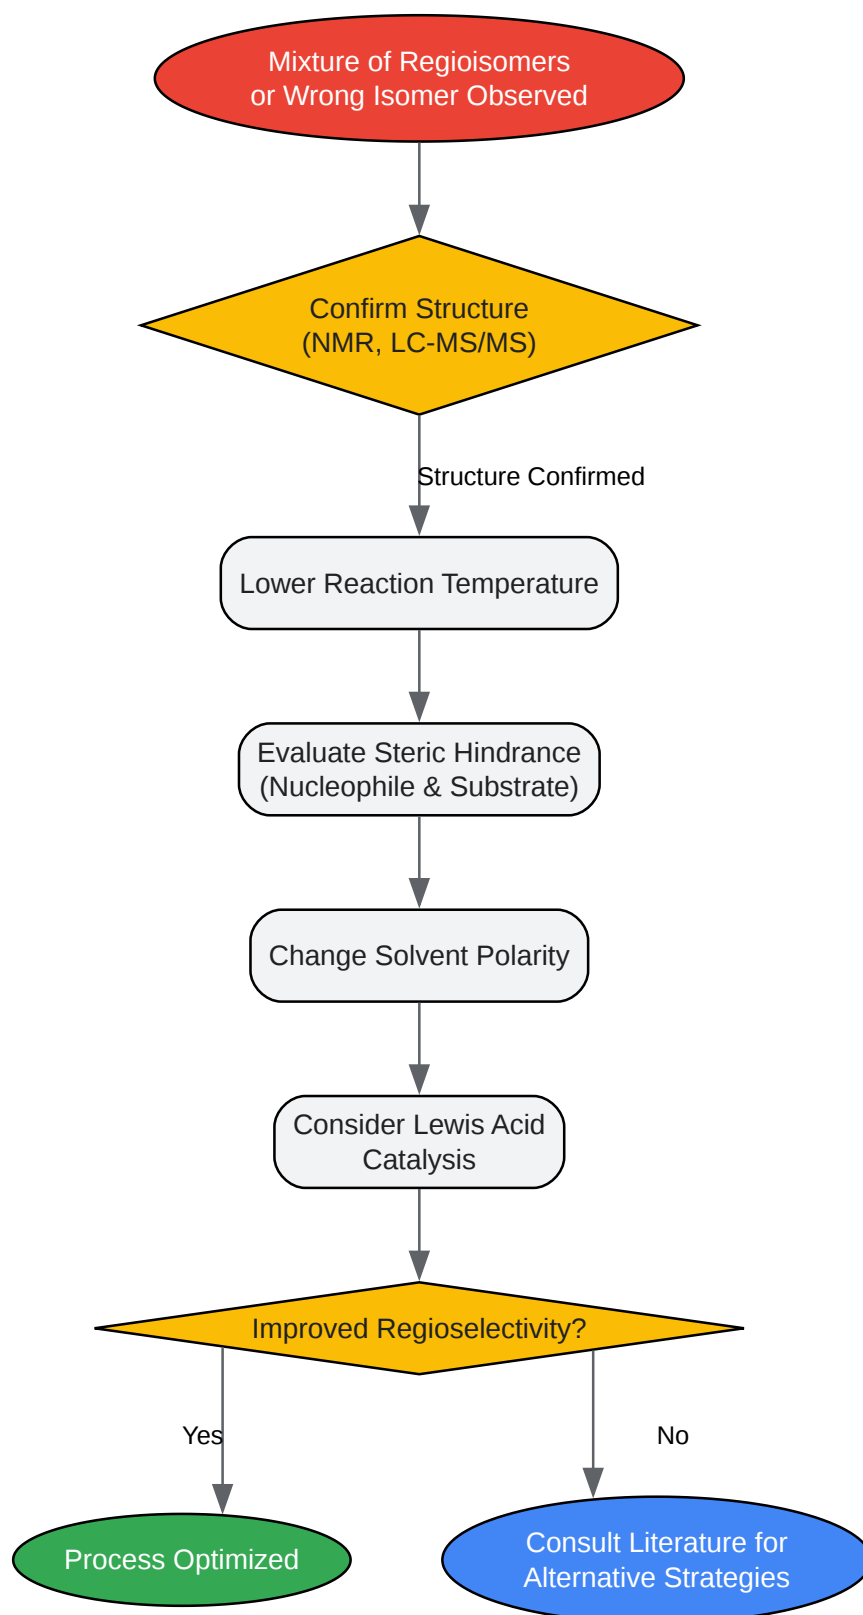 Mixture of Regioisomers
or Wrong Isomer Observed
Confirm Structure
(NMR, LC-MS/MS)
Structure Confirmed
Lower Reaction Temperature
Evaluate Steric Hindrance
(Nucleophile & Substrate)
Change Solvent Polarity
Consider Lewis Acid
Catalysis
Improved Regioselectivity?
Yes
No
Process Optimized
Consult Literature for
Alternative Strategies